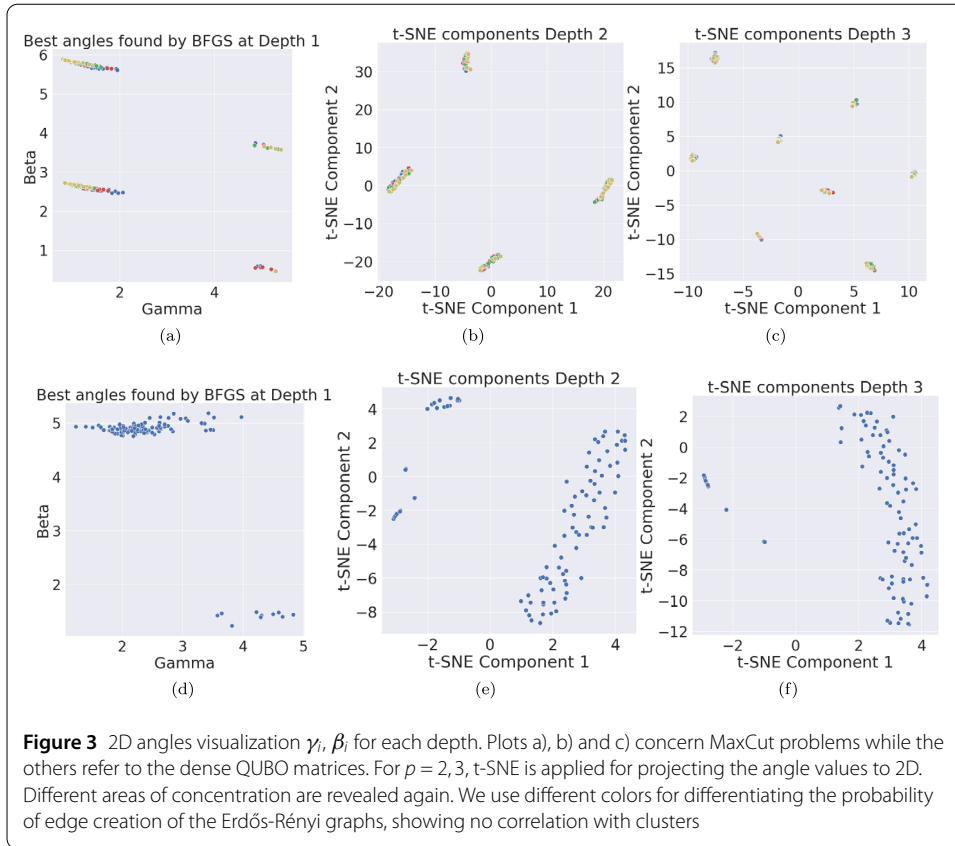 Best angles found by BFGS at Depth 1
6
5
4
3
2
1
Beta
2
4
Gamma
(a)
t-SNE components Depth 2
30
20
10
0
−10
−20
t-SNE Component 2
−20
−10
0
10
20
t-SNE Component 1
(b)
t-SNE components Depth 3
15
10
5
0
−5
−10
−15
t-SNE Component 2
−10
−5
0
5
10
t-SNE Component 1
(c)
Best angles found by BFGS at Depth 1
5
4
3
2
Beta
2
3
4
5
Gamma
(d)
t-SNE components Depth 2
4
2
0
−2
−4
−6
−8
t-SNE Component 2
−2
0
2
4
t-SNE Component 1
(e)
t-SNE components Depth 3
2
0
−2
−4
−6
−8
−10
−12
t-SNE Component 2
−2
0
2
4
t-SNE Component 1
(f)
Figure 3 2D angles visualization γi, βi for each depth. Plots a), b) and c) concern MaxCut problems while the
others refer to the dense QUBO matrices. For p = 2, 3, t-SNE is applied for projecting the angle values to 2D.
Different areas of concentration are revealed again. We use different colors for differentiating the probability
of edge creation of the Erdős-Rényi graphs, showing no correlation with clusters